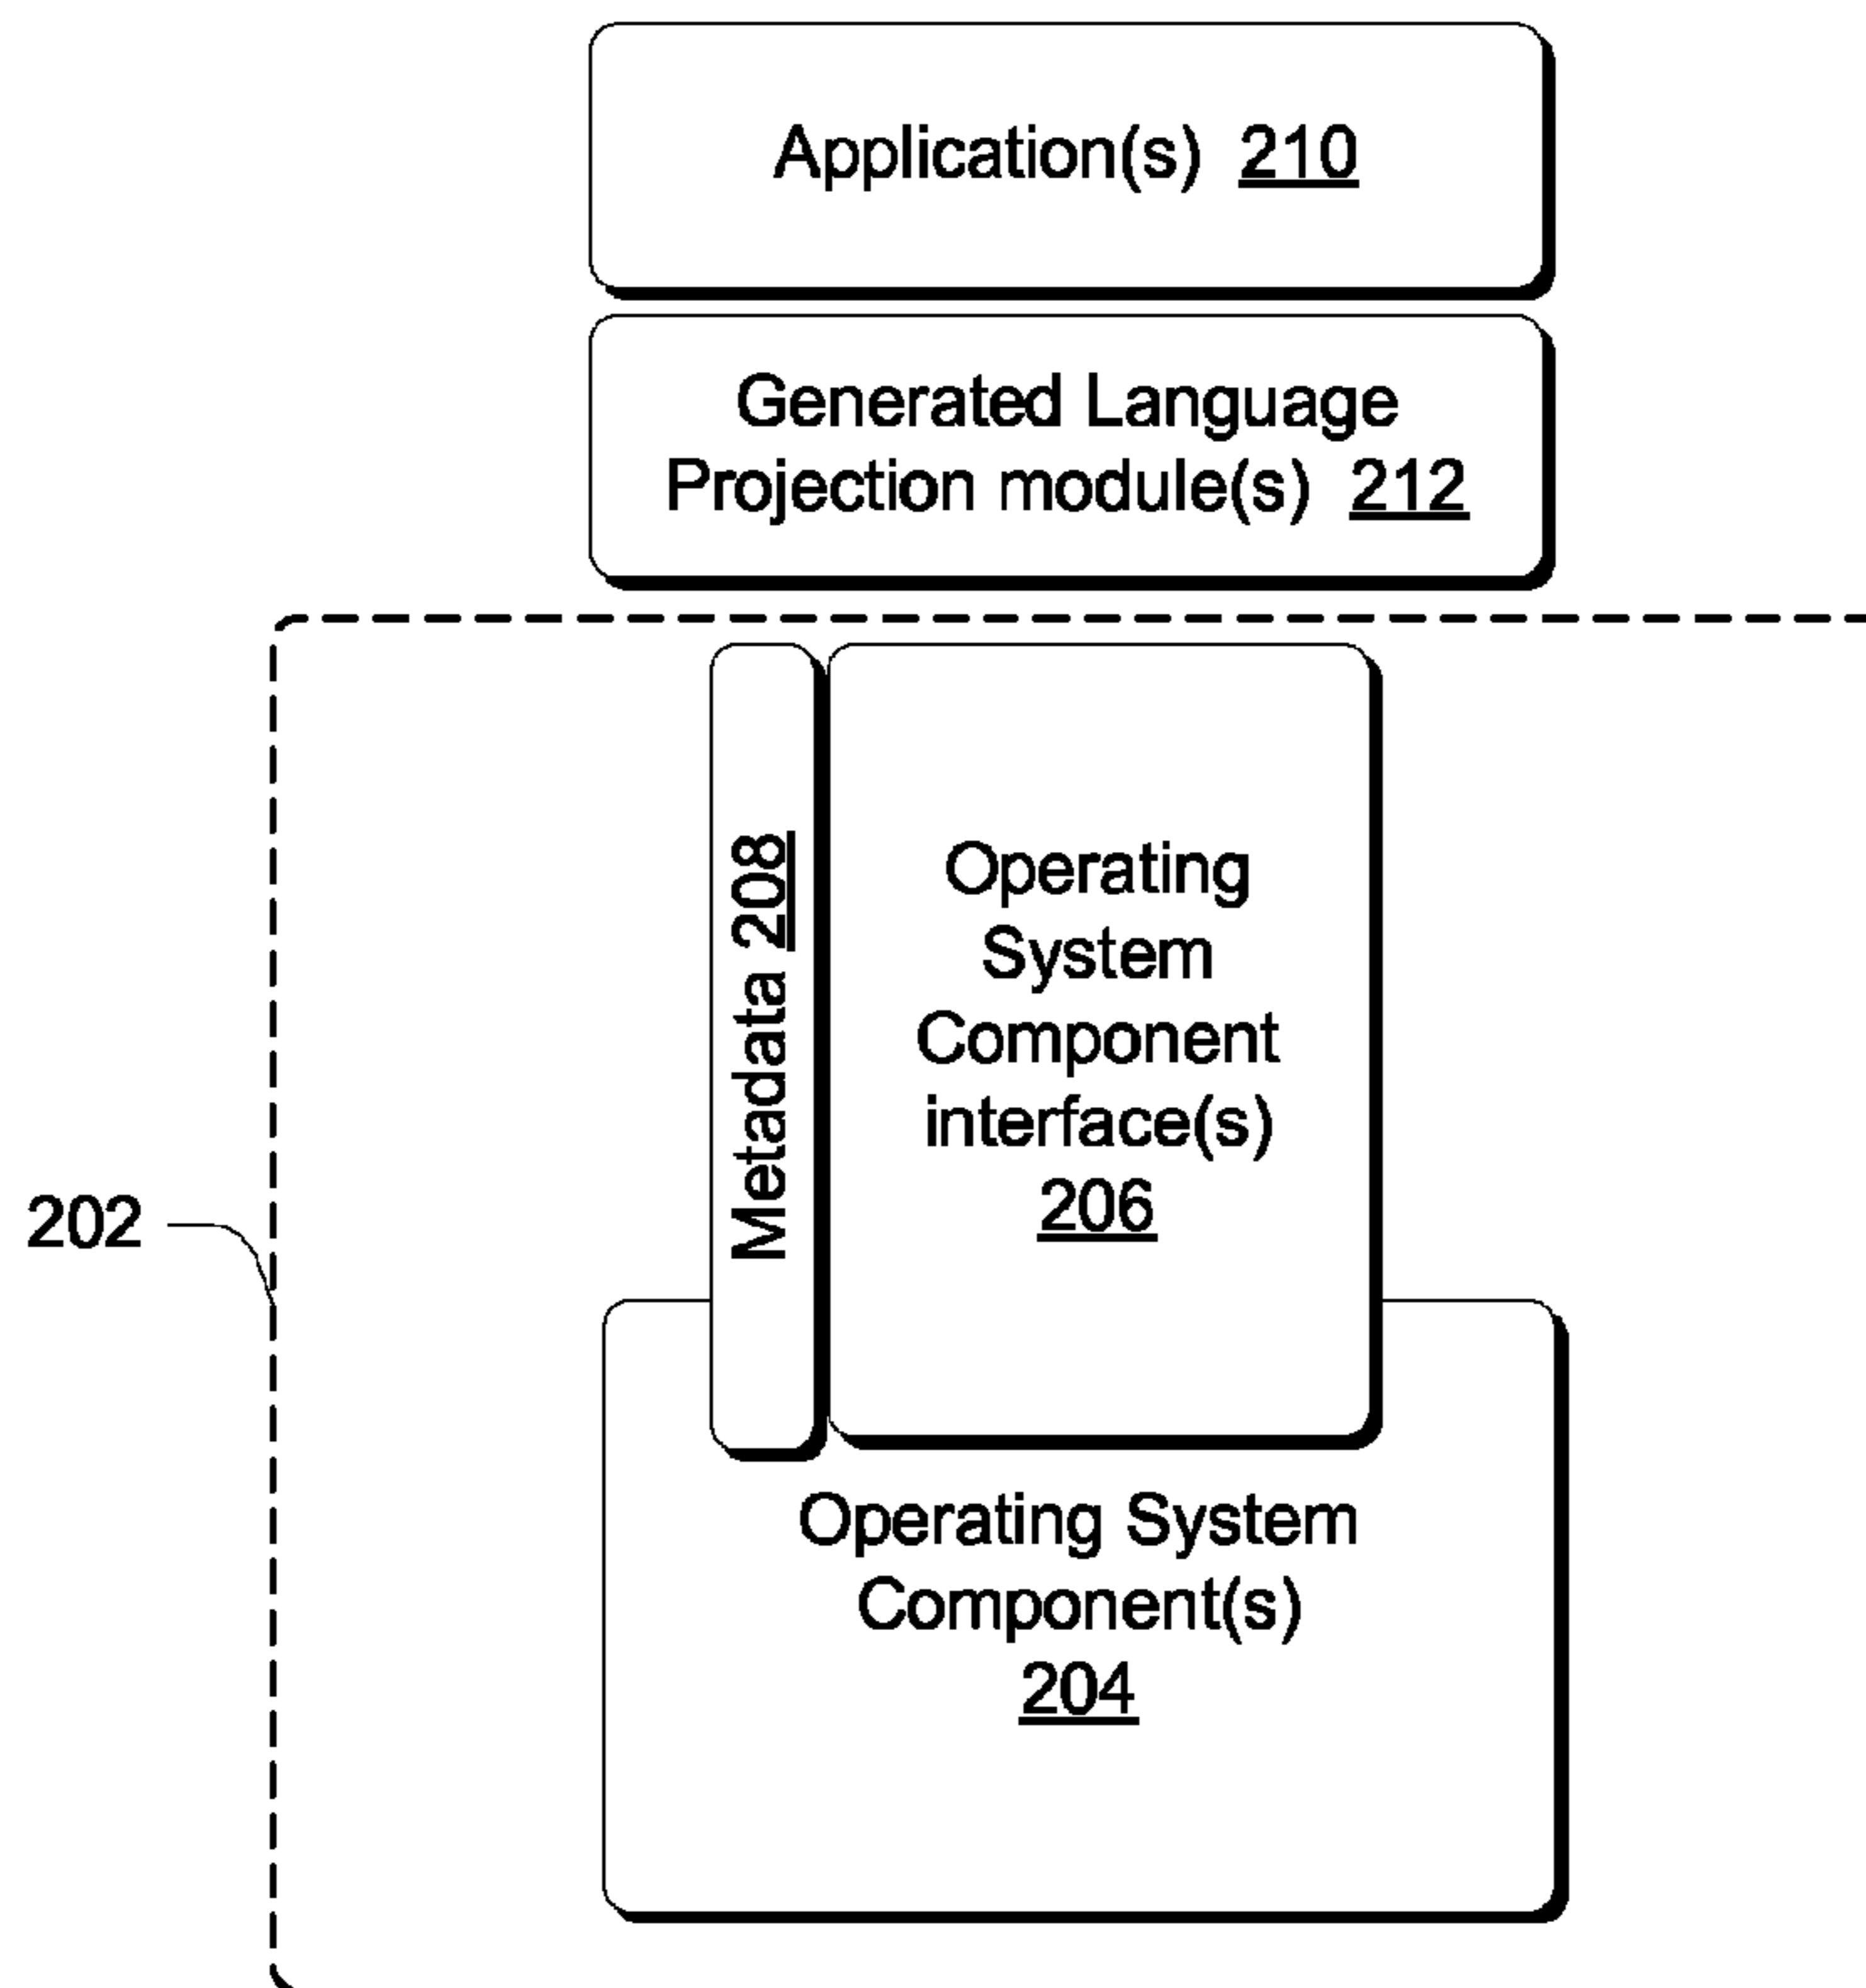 Application(s) 210
Generated Language
Projection module(s) 212
Metadata 208
Operating
System
Component
interface(s)
206
202
Operating System
Component(s)
204